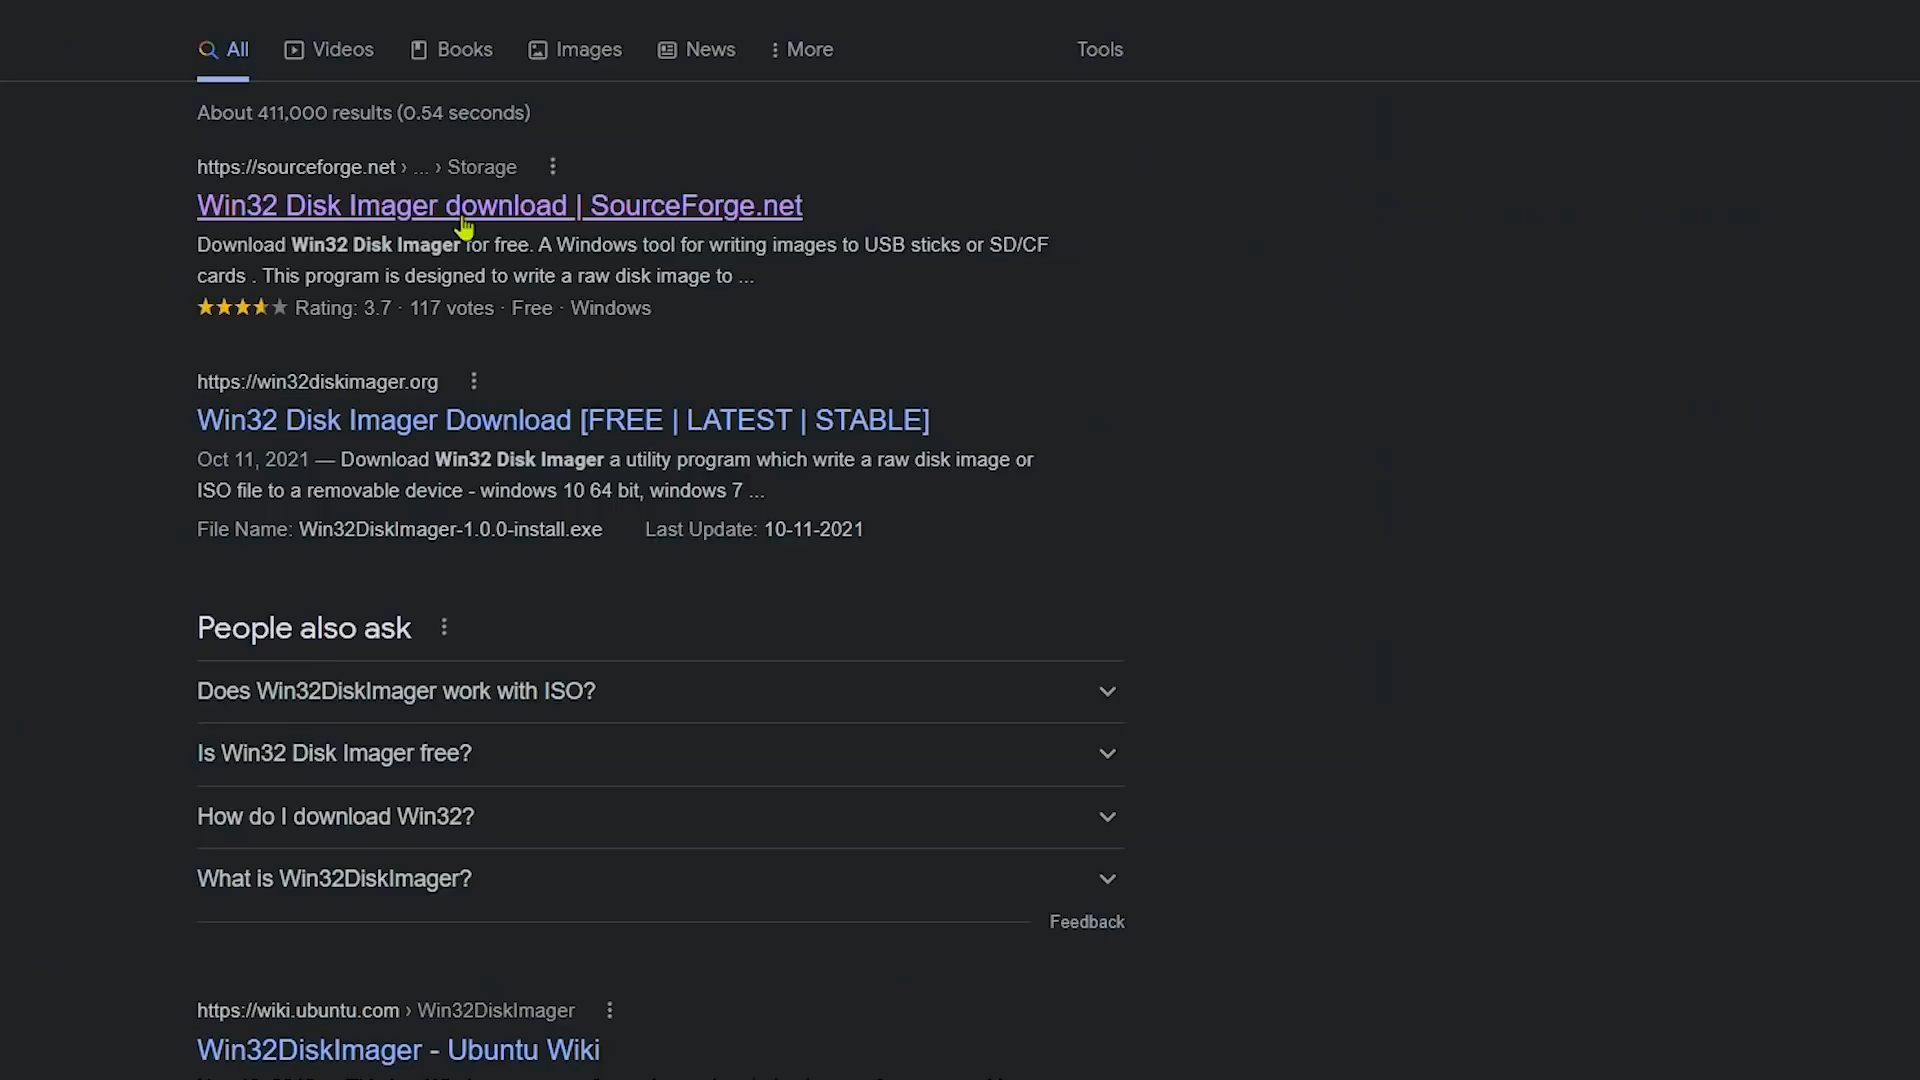 All Videos Books Images News More Tools
About 411,000 results (0.54 seconds)
https://sourceforge.net › ... › Storage
Win32 Disk Imager download | SourceForge.net
Download Win32 Disk Imager for free. A Windows tool for writing images to USB sticks or SD/CF
cards . This program is designed to write a raw disk image to ...
Rating: 3.7 · 117 votes · Free · Windows
https://win32diskimager.org
Win32 Disk Imager Download [FREE | LATEST | STABLE]
Oct 11, 2021 — Download Win32 Disk Imager a utility program which write a raw disk image or
ISO file to a removable device - windows 10 64 bit, windows 7 ...
File Name: Win32DiskImager-1.0.0-install.exe Last Update: 10-11-2021
People also ask
Does Win32DiskImager work with ISO?
Is Win32 Disk Imager free?
How do I download Win32?
What is Win32DiskImager?
Feedback
https://wiki.ubuntu.com › Win32DiskImager
Win32DiskImager - Ubuntu Wiki